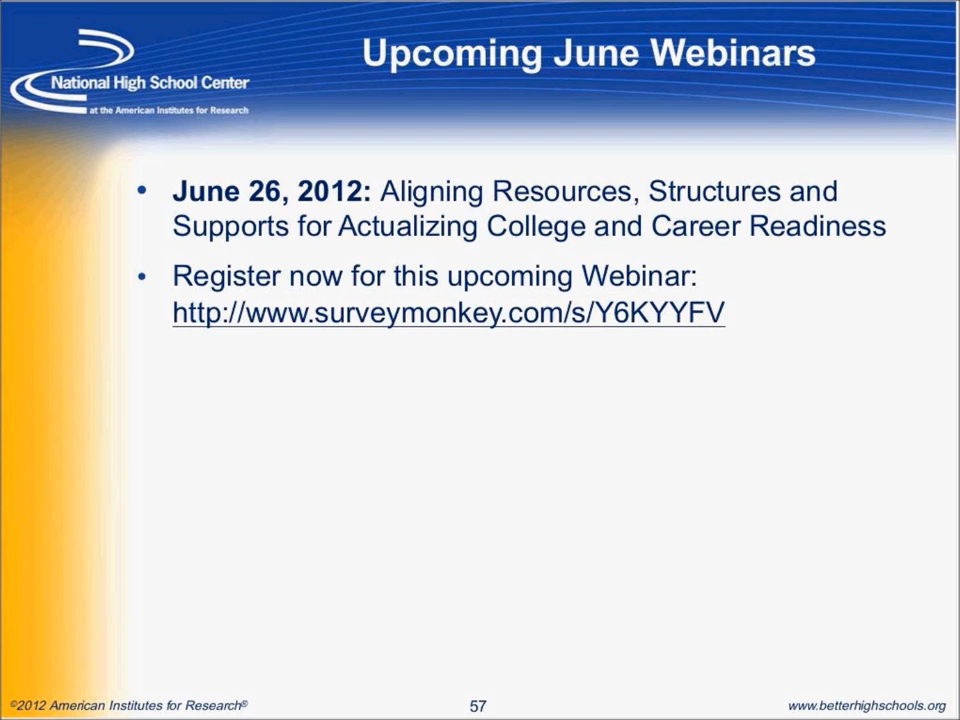 Upcoming June Webinars
National High School Center
at the American Institutes for Research
• June 26, 2012: Aligning Resources, Structures and
Supports for Actualizing College and Career Readiness
• Register now for this upcoming Webinar:
http://www.surveymonkey.com/s/Y6KYYFV
©2012 American Institutes for Research®
57
www.betterhighschools.org